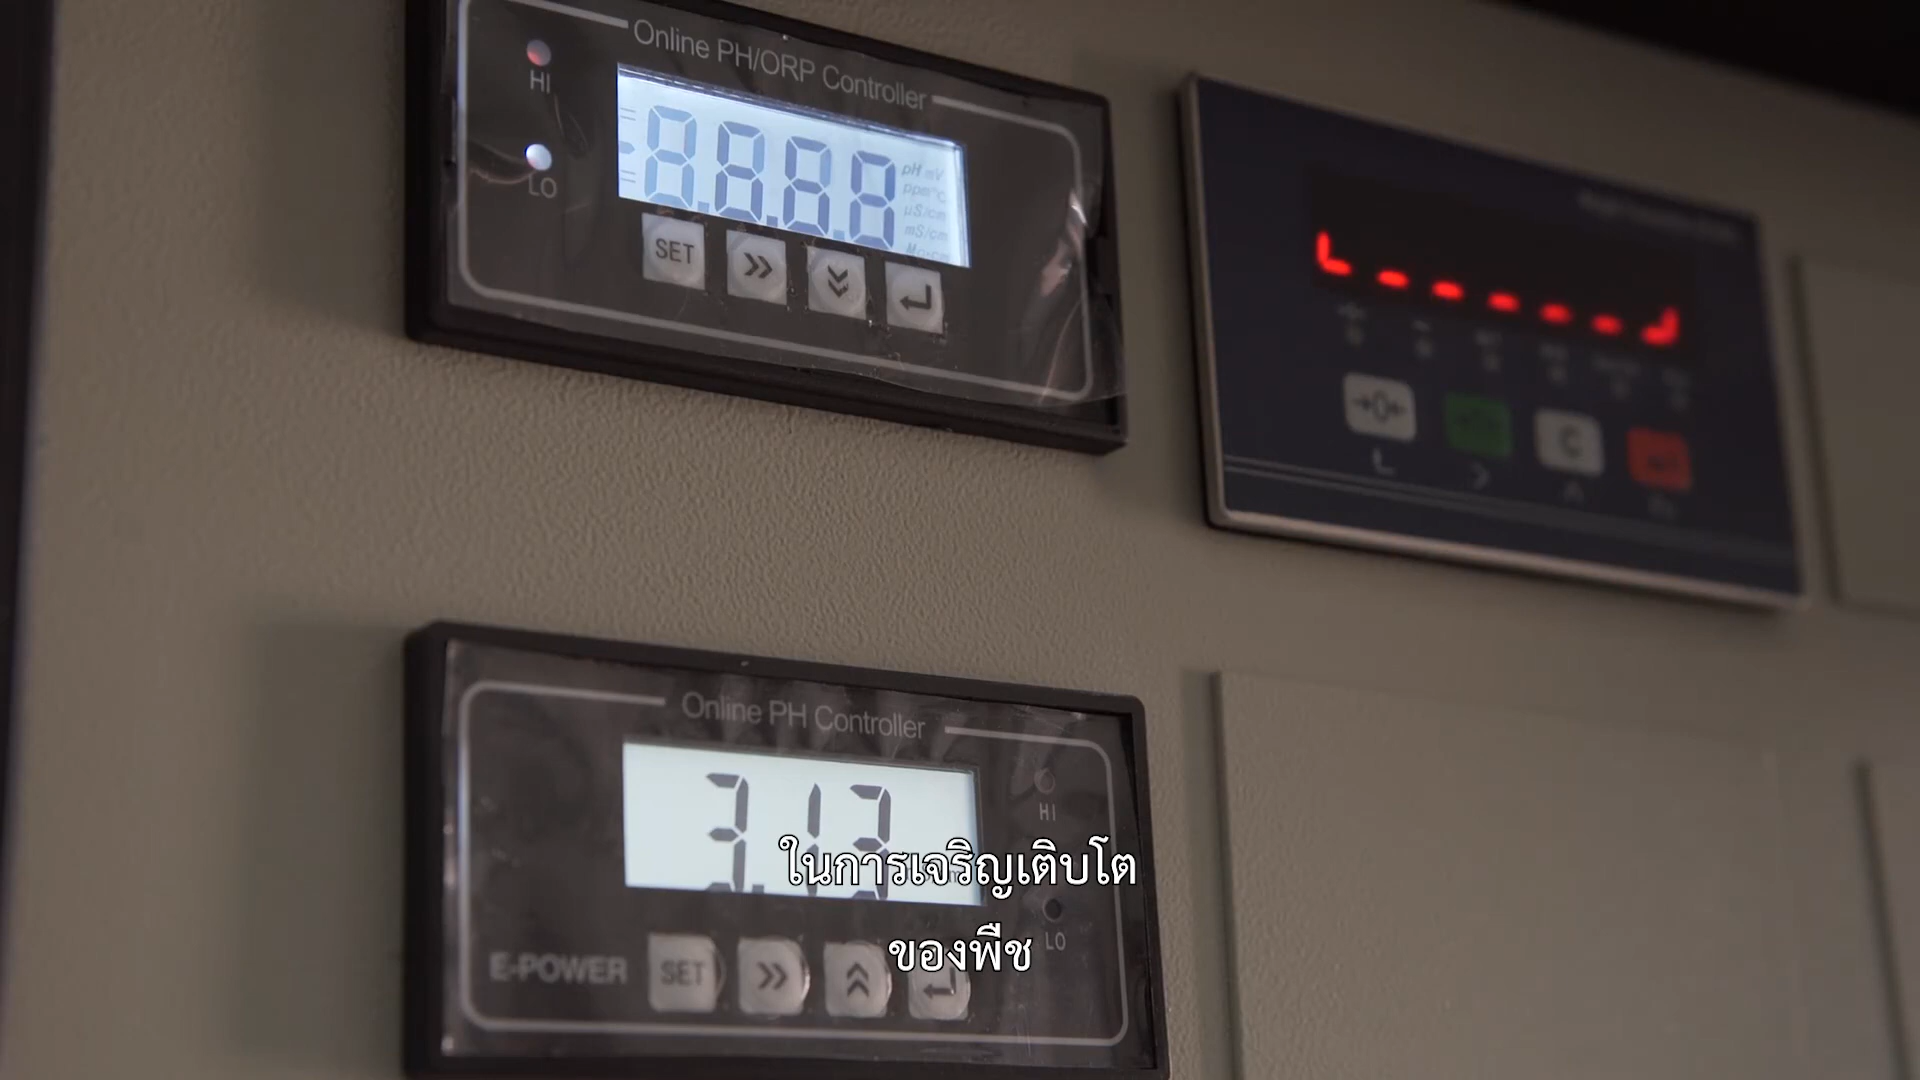 Online PH/ORP Controller
HI
LO
8.8.8.8
pH mV
ppm °C
µS/cm
mS/cm
SET
→0←
C
Online PH Controller
3.13
HI
LO
E-POWER
SET
ในการเจริญเติบโต
ของพืช